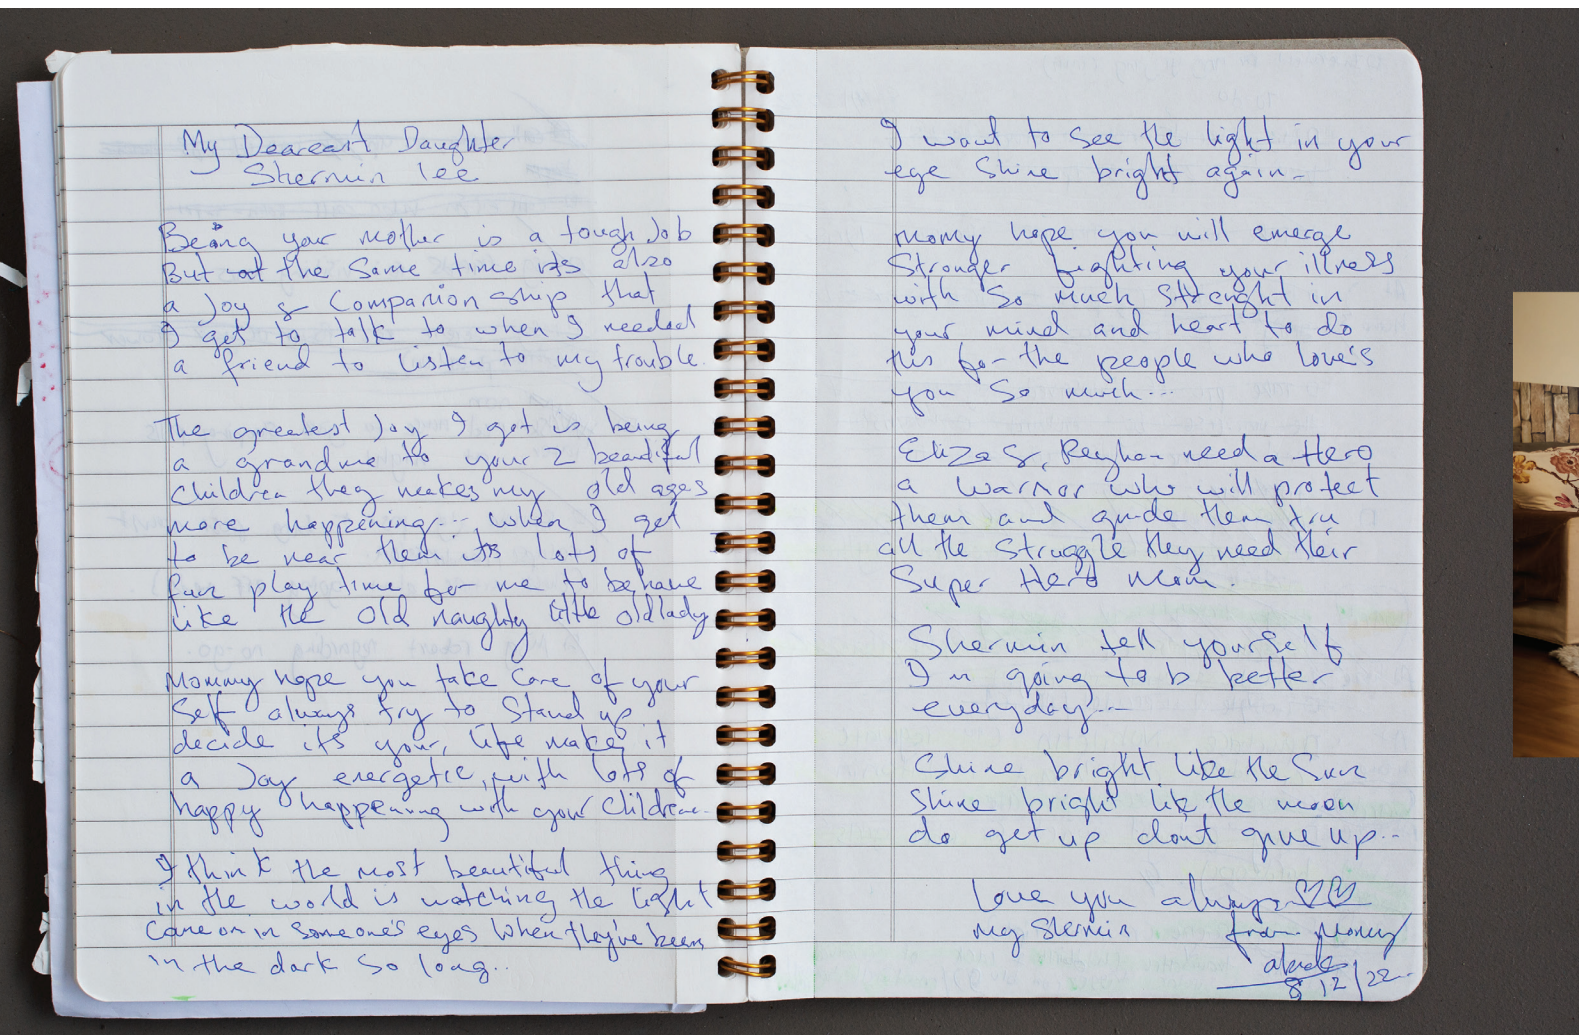 My Deareart Daughter
Shermin lee
Being your mother is a tough Job
But at the same time its also
a Joy & Companionship that
I get to talk to when I needed
a friend to listen to my trouble.
The greatest Joy I get is being
a grandma to your 2 beautiful
children they makes my old ages
more happening... when I get
to be near them its lots of
fun play time for me to behave
like the old naughty little old lady
Mommy hope you take care of your
self always try to stand up
decide its your, life make it
a Joy energetic, with lots of
happy happening with your children..
I think the most beautiful thing
in the world is watching the light
come on in someone's eyes when they've been
in the dark so long..
I want to see the light in your
eye shine bright again.
momy hope you will emerge
Stronger fighting your illness
with so much strenght in
your mind and heart to do
this for the people who love's
you so much...
Eliza & Reyhan need a Hero
a warrior who will protect
them and guide them tru
all the struggle they need their
Super Hero mom.
Shermin tell yourself
I'm going to b better
everyday...
Shine bright like the Sun
Shine bright lik the moon
do get up dont give up...
Love you always ♡♡
my Shermin from momy
8/12/22